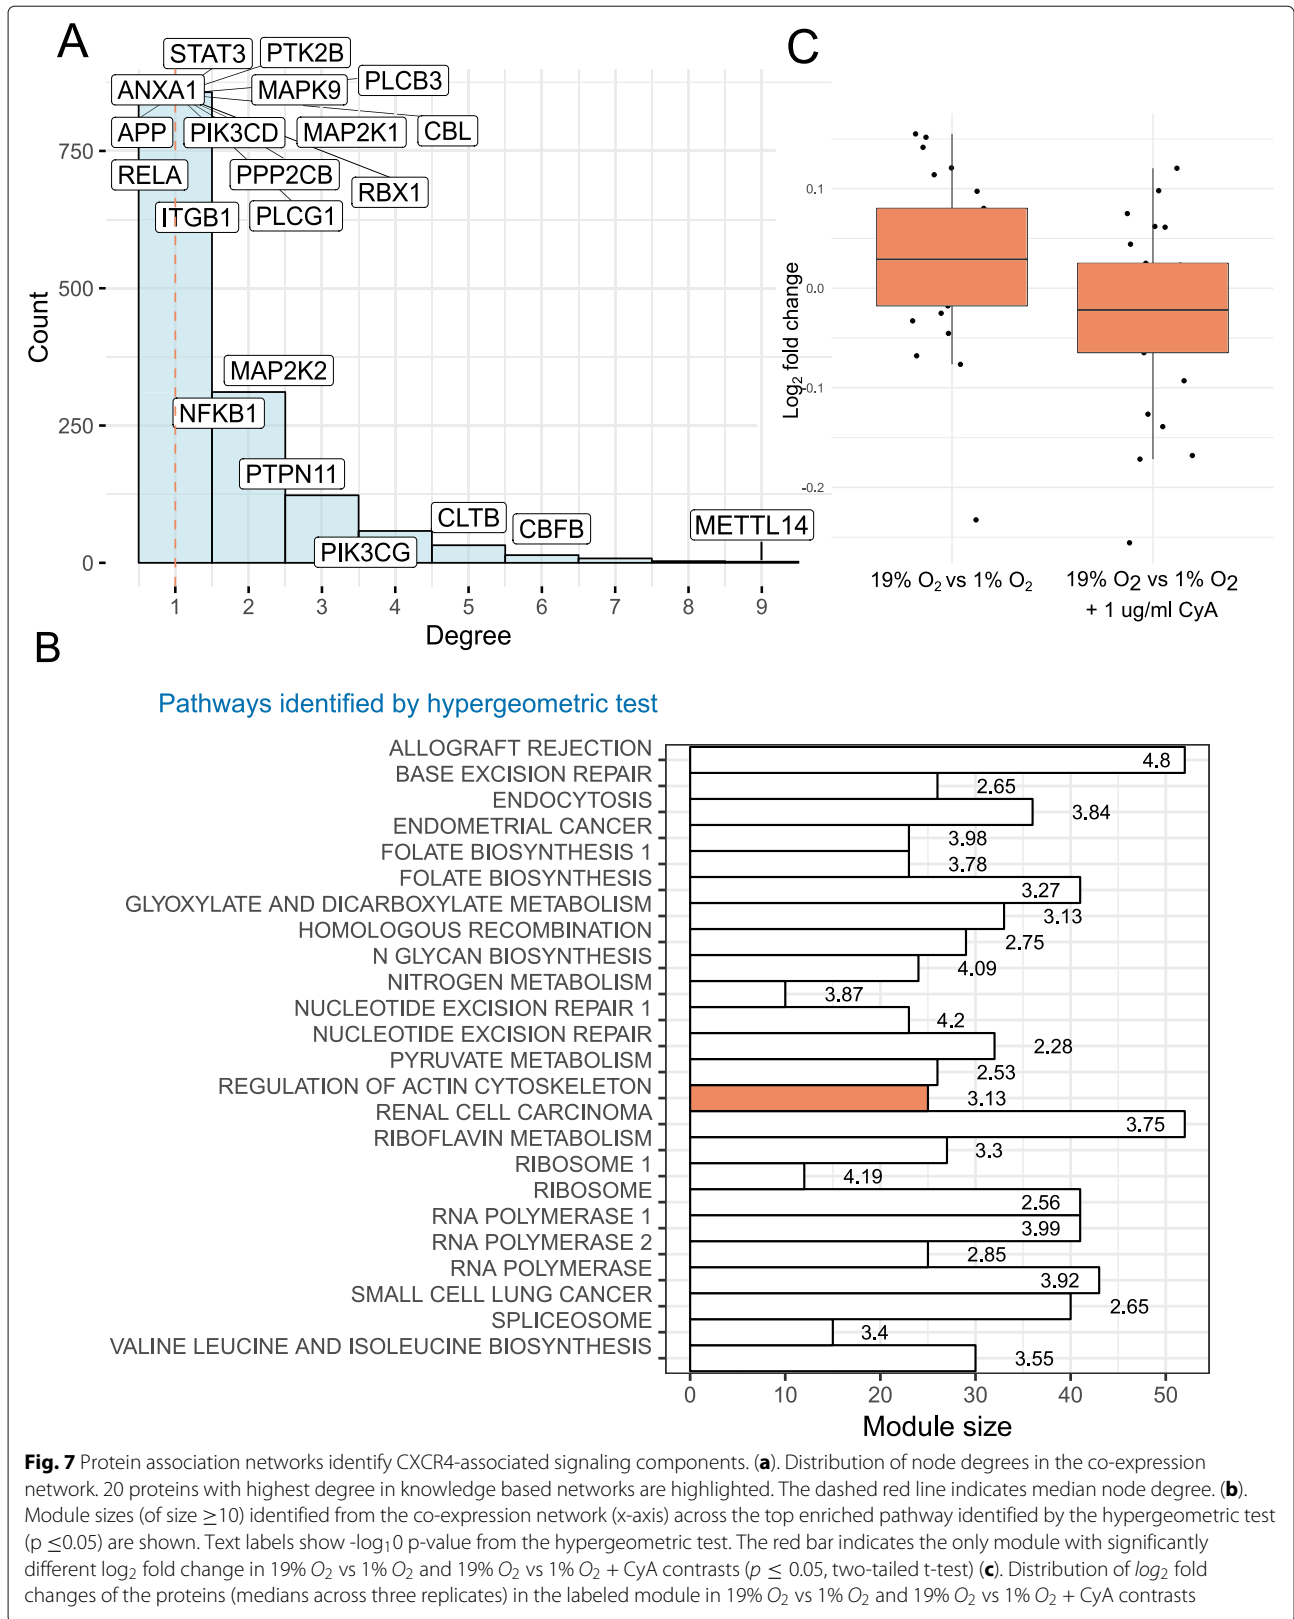 A
STAT3
PTK2B
ANXA1
MAPK9
PLCB3
APP
PIK3CD
MAP2K1
CBL
RELA
PPP2CB
RBX1
ITGB1
PLCG1
MAP2K2
NFKB1
PTPN11
CLTB
CBFB
METTL14
PIK3CG
750
500
250
0
Count
1 2 3 4 5 6 7 8 9
Degree
C
0.1
0.0
-0.1
-0.2
Log2 fold change
19% O2 vs 1% O2
19% O2 vs 1% O2
+ 1 ug/ml CyA
B
Pathways identified by hypergeometric test
ALLOGRAFT REJECTION 4.8
BASE EXCISION REPAIR 2.65
ENDOCYTOSIS 3.84
ENDOMETRIAL CANCER 3.98
FOLATE BIOSYNTHESIS 1 3.78
FOLATE BIOSYNTHESIS 3.27
GLYOXYLATE AND DICARBOXYLATE METABOLISM 3.13
HOMOLOGOUS RECOMBINATION 2.75
N GLYCAN BIOSYNTHESIS 4.09
NITROGEN METABOLISM 3.87
NUCLEOTIDE EXCISION REPAIR 1 4.2
NUCLEOTIDE EXCISION REPAIR 2.28
PYRUVATE METABOLISM 2.53
REGULATION OF ACTIN CYTOSKELETON 3.13
RENAL CELL CARCINOMA 3.75
RIBOFLAVIN METABOLISM 3.3
RIBOSOME 1 4.19
RIBOSOME 2.56
RNA POLYMERASE 1 3.99
RNA POLYMERASE 2 2.85
RNA POLYMERASE 3.92
SMALL CELL LUNG CANCER 2.65
SPLICEOSOME 3.4
VALINE LEUCINE AND ISOLEUCINE BIOSYNTHESIS 3.55
0 10 20 30 40 50
Module size
Fig. 7 Protein association networks identify CXCR4-associated signaling components. (a). Distribution of node degrees in the co-expression
network. 20 proteins with highest degree in knowledge based networks are highlighted. The dashed red line indicates median node degree. (b).
Module sizes (of size ≥10) identified from the co-expression network (x-axis) across the top enriched pathway identified by the hypergeometric test
(p ≤0.05) are shown. Text labels show -log10 p-value from the hypergeometric test. The red bar indicates the only module with significantly
different log2 fold change in 19% O2 vs 1% O2 and 19% O2 vs 1% O2 + CyA contrasts (p ≤ 0.05, two-tailed t-test) (c). Distribution of log2 fold
changes of the proteins (medians across three replicates) in the labeled module in 19% O2 vs 1% O2 and 19% O2 vs 1% O2 + CyA contrasts